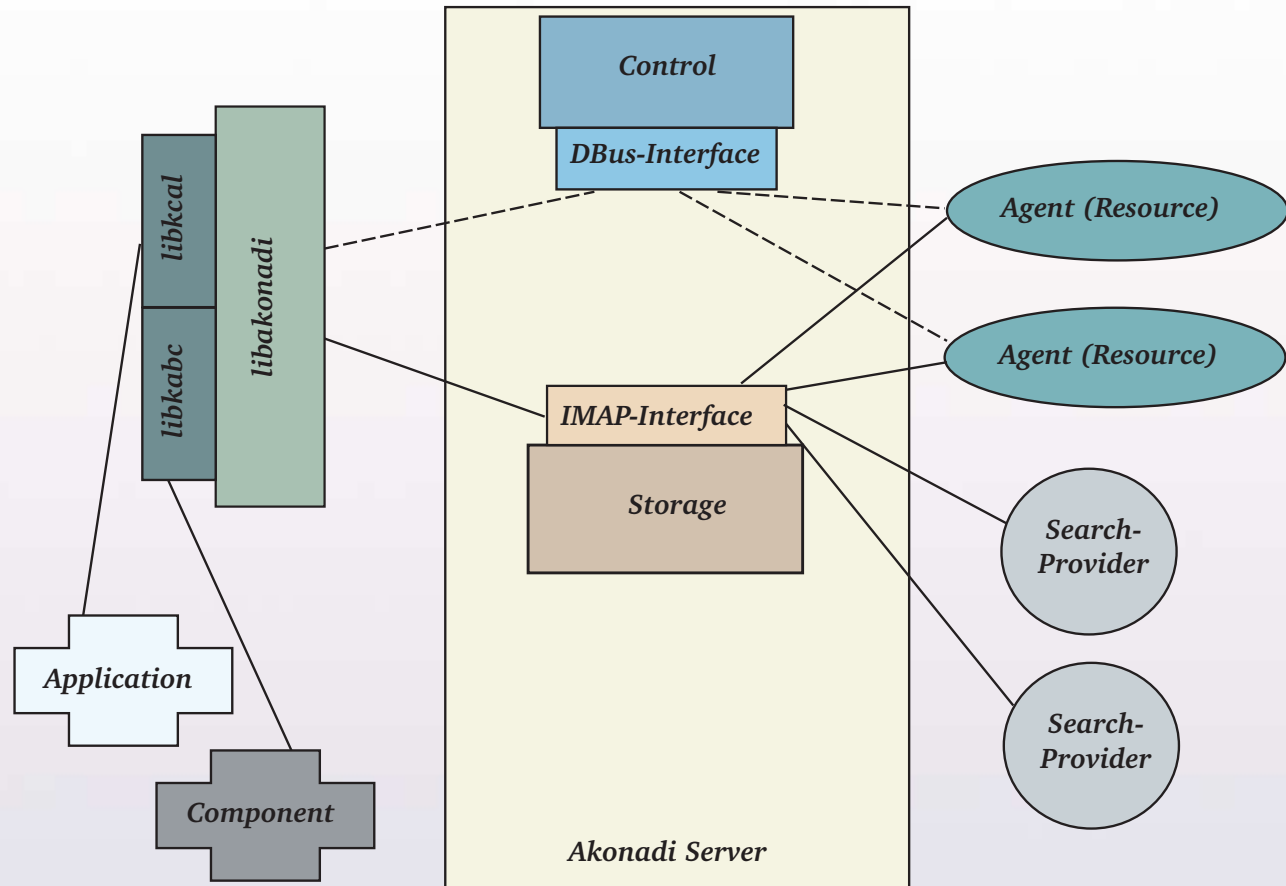 Control
DBus-Interface
libkcal
libakonadi
libkabc
Agent (Resource)
Agent (Resource)
IMAP-Interface
Storage
Search-
Provider
Search-
Provider
Application
Component
Akonadi Server